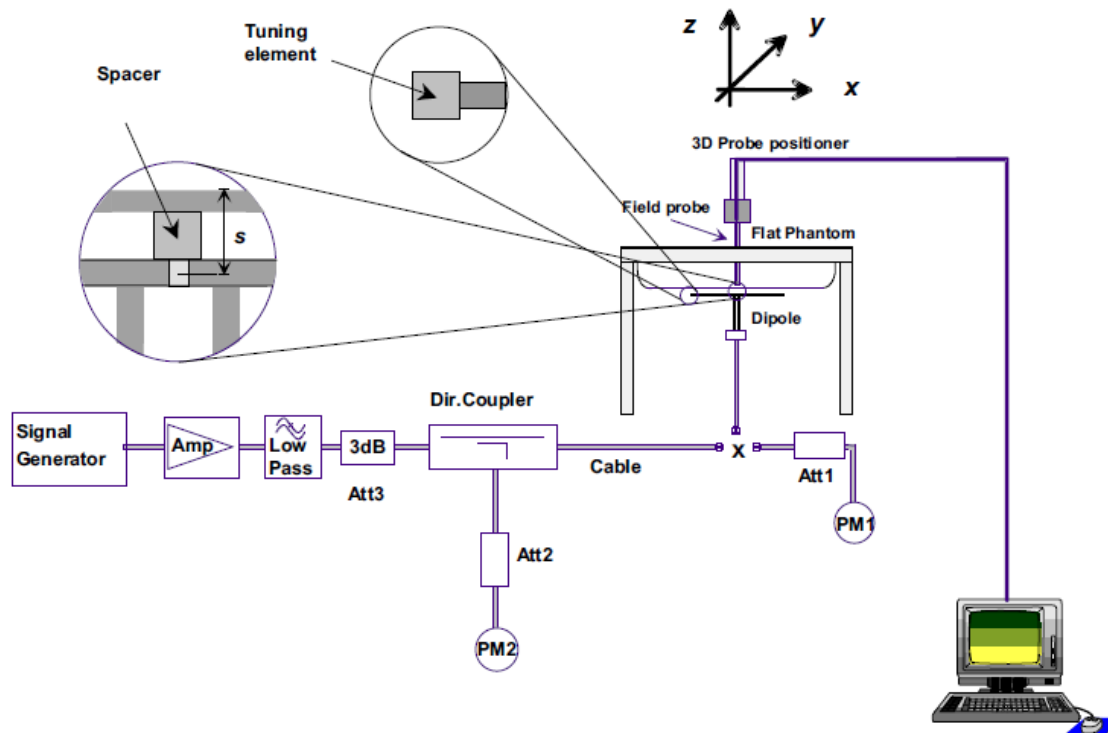 Tuning
element
Spacer
s
z
y
x
3D Probe positioner
Field probe
Flat Phantom
Dipole
Dir.Coupler
Signal
Generator
Amp
Low
Pass
3dB
Att3
Cable
X
Att1
PM1
Att2
PM2